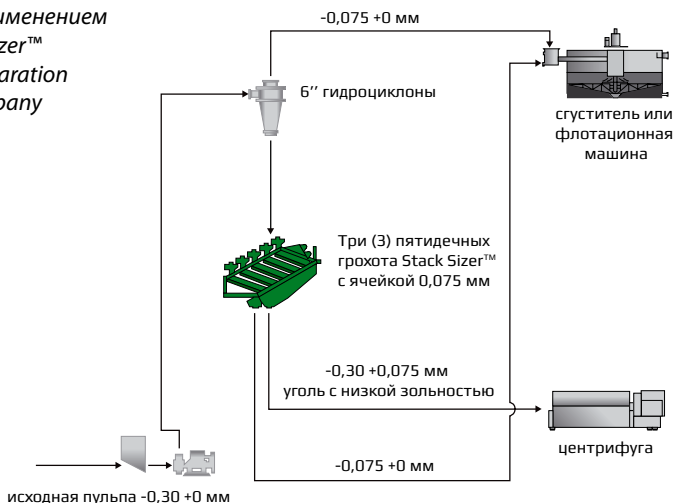 именением
zer™
paration
pany
-0,075 +0 мм
6’’ гидроциклоны
сгуститель или
флотационная
машина
Три (3) пятидечных
грохота Stack Sizer™
с ячейкой 0,075 мм
-0,30 +0,075 мм
уголь с низкой зольностью
центрифуга
-0,075 +0 мм
исходная пульпа -0,30 +0 мм